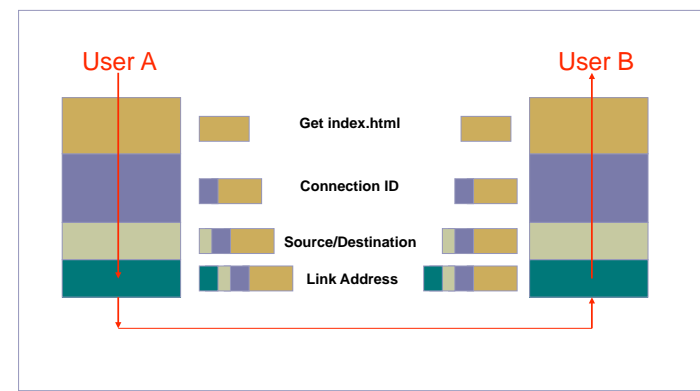 User A
User B
Get index.html
Connection ID
Source/Destination
Link Address